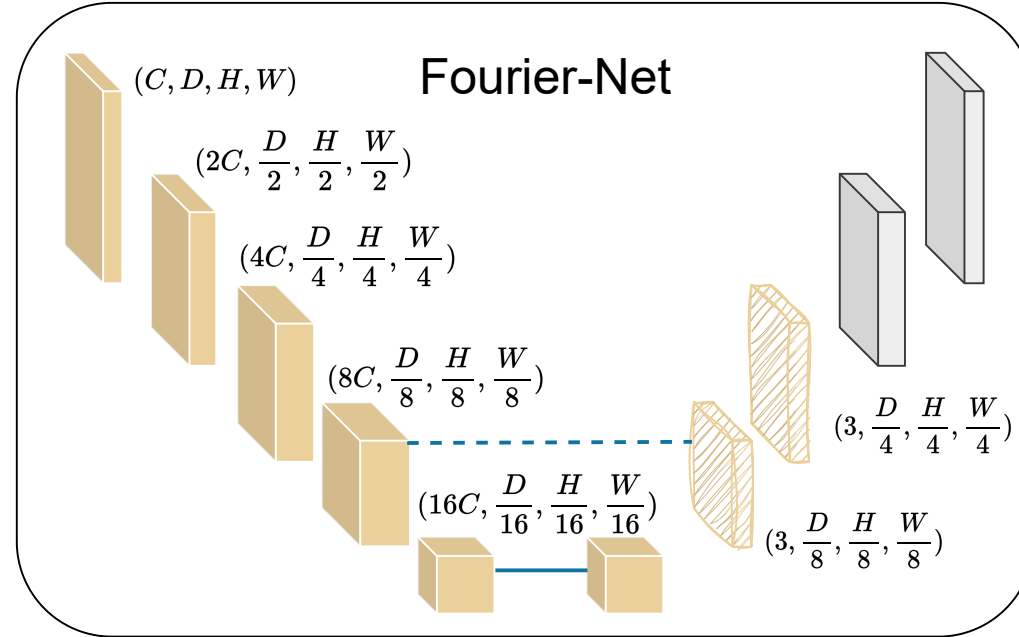 Fourier-Net
(C, D, H, W)
(2C, D/2, H/2, W/2)
(4C, D/4, H/4, W/4)
(8C, D/8, H/8, W/8)
(3, D/4, H/4, W/4)
(16C, D/16, H/16, W/16)
(3, D/8, H/8, W/8)